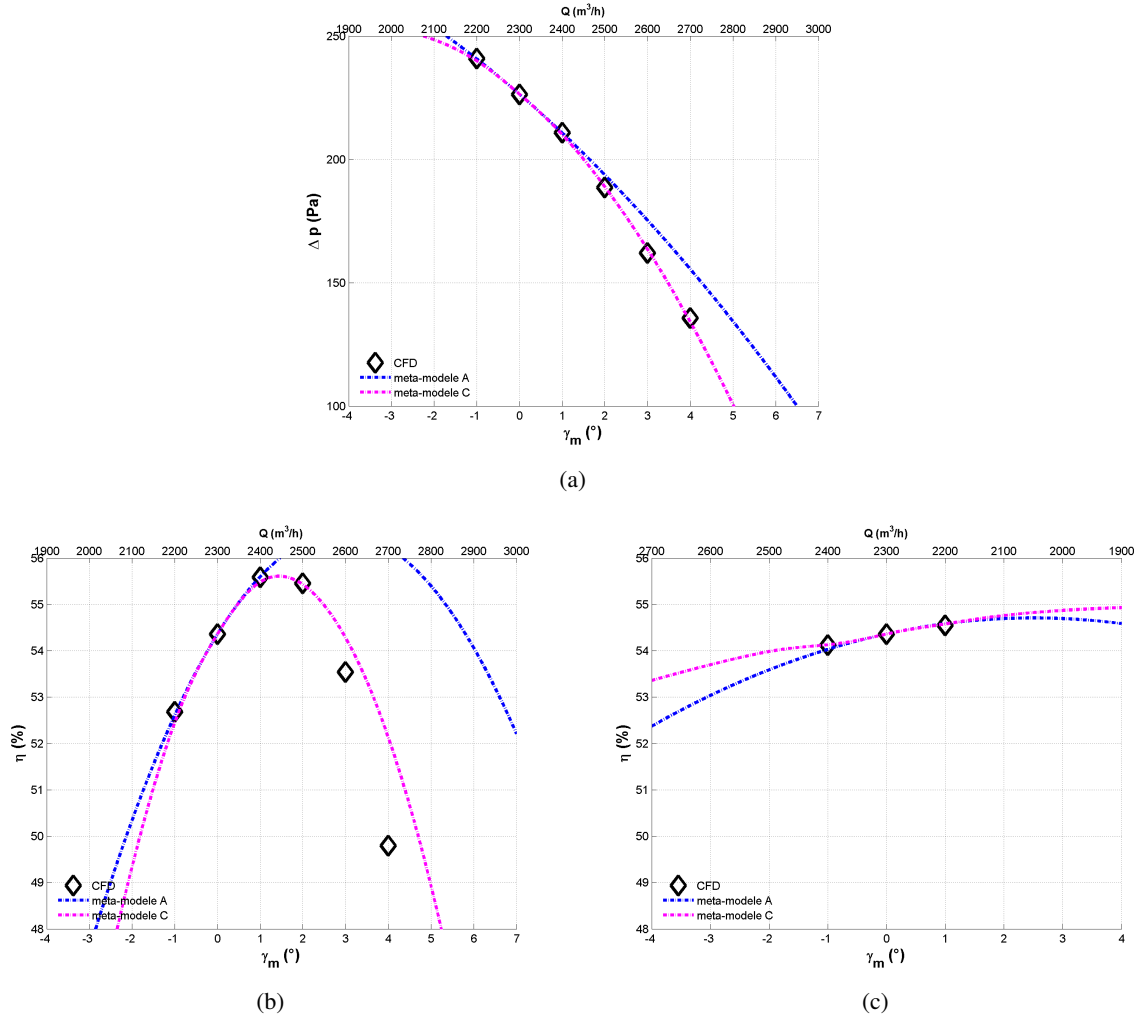 Q (m³/h)
1900 2000 2100 2200 2300 2400 2500 2600 2700 2800 2900 3000
250
200
150
100
Δ p (Pa)
CFD
meta-modele A
meta-modele C
-4 -3 -2 -1 0 1 2 3 4 5 6 7
γm (°)
(a)
Q (m³/h)
1900 2000 2100 2200 2300 2400 2500 2600 2700 2800 2900 3000
56
55
54
53
52
51
50
49
48
η (%)
CFD
meta-modele A
meta-modele C
-4 -3 -2 -1 0 1 2 3 4 5 6 7
γm (°)
(b)
Q (m³/h)
2700 2600 2500 2400 2300 2200 2100 2000 1900
56
55
54
53
52
51
50
49
48
η (%)
CFD
meta-modele A
meta-modele C
-4 -3 -2 -1 0 1 2 3 4
γm (°)
(c)